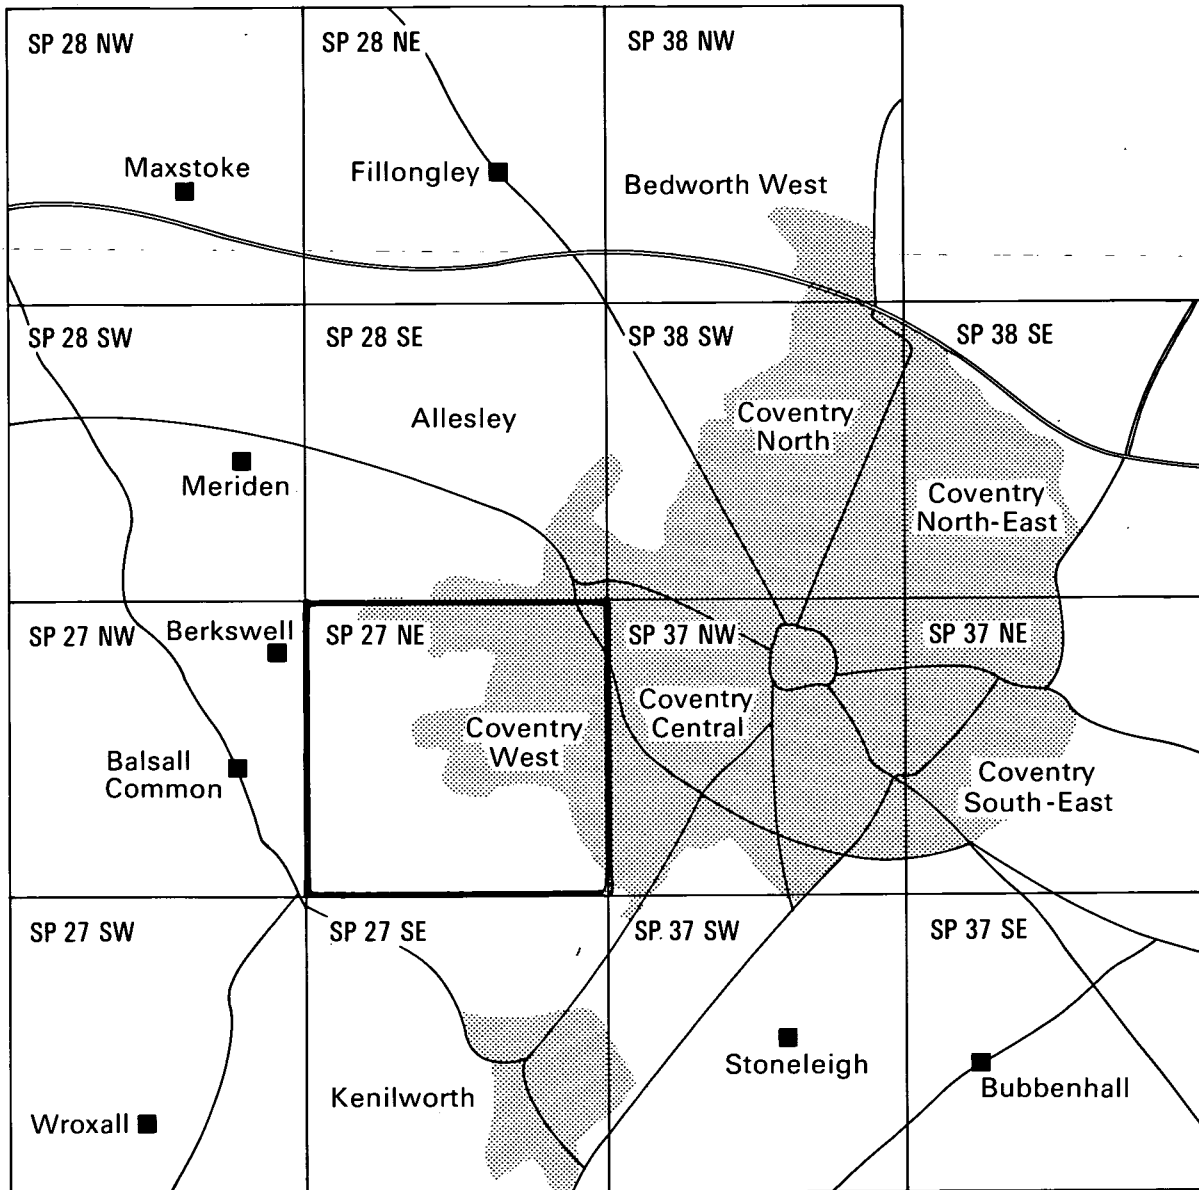 SP 28 NW
SP 28 NE
SP 38 NW
Maxstoke
Fillongley
Bedworth West
SP 28 SW
SP 28 SE
SP 38 SW
SP 38 SE
Allesley
Coventry
North
Meriden
Coventry
North-East
SP 27 NW
Berkswell
SP 27 NE
SP 37 NW
SP 37 NE
Coventry
West
Coventry
Central
Balsall
Common
Coventry
South-East
SP 27 SW
SP 27 SE
SP. 37 SW
SP 37 SE
Stoneleigh
Bubbenhall
Kenilworth
Wroxall